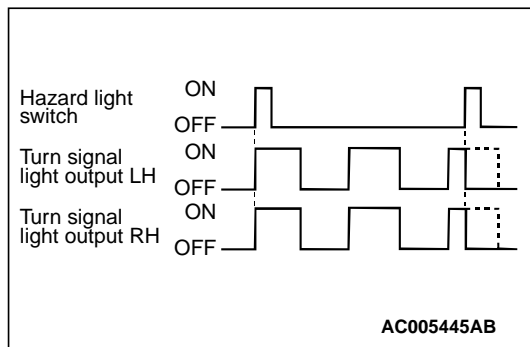 ON
Hazard light
switch
OFF
ON
Turn signal
light output LH
OFF
ON
Turn signal
light output RH
OFF
AC005445AB